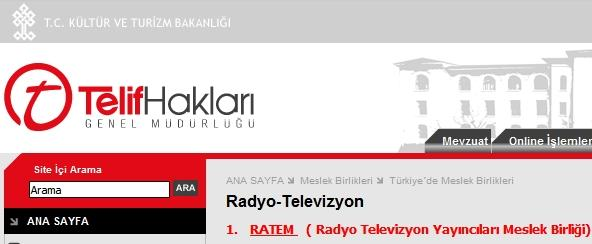 T.C. KÜLTÜR VE TURİZM BAKANLIĞI
TelifHakları
GENEL MÜDÜRLÜĞÜ
Mevzuat Online İşlemler
Site İçi Arama
Arama ARA
ANA SAYFA
ANA SAYFA Meslek Birlikleri Türkiye'de Meslek Birlikleri
Radyo-Televizyon
1. RATEM ( Radyo Televizyon Yayıncıları Meslek Birliği)